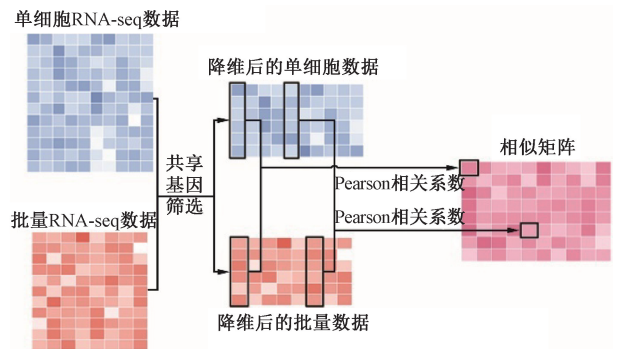 单细胞RNA-seq数据
降维后的单细胞数据
相似矩阵
共享
基因
筛选
Pearson相关系数
Pearson相关系数
批量RNA-seq数据
降维后的批量数据